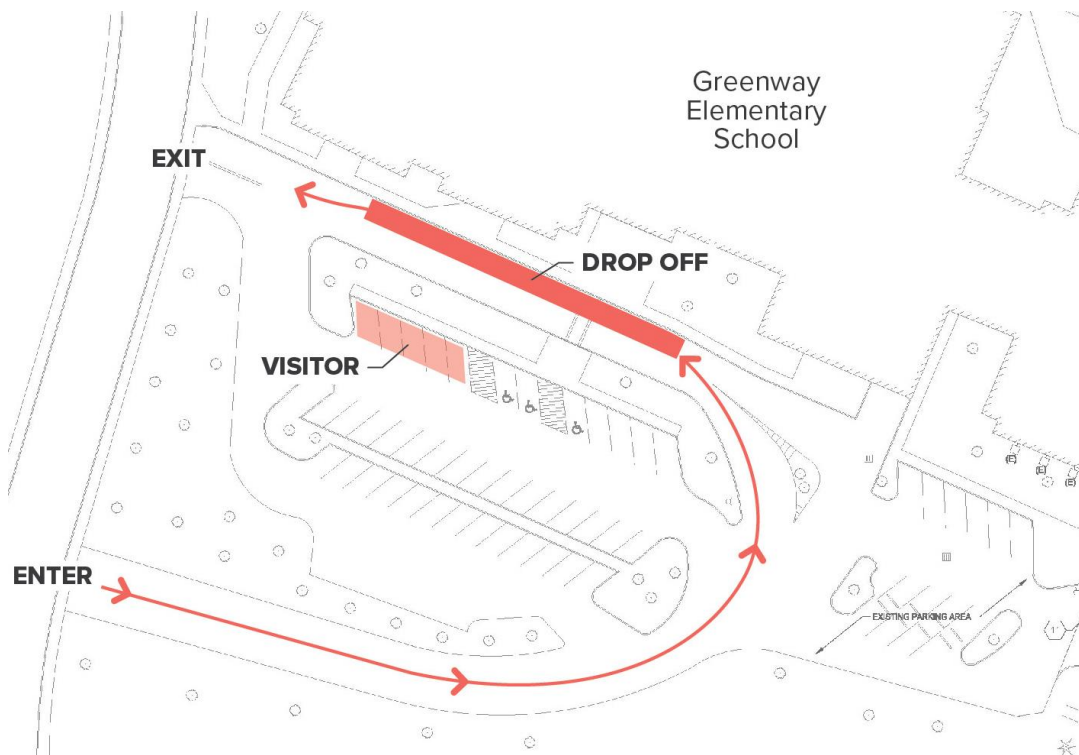 Greenway
Elementary
School
EXIT
DROP OFF
VISITOR
ENTER
EXISTING PARKING AREA